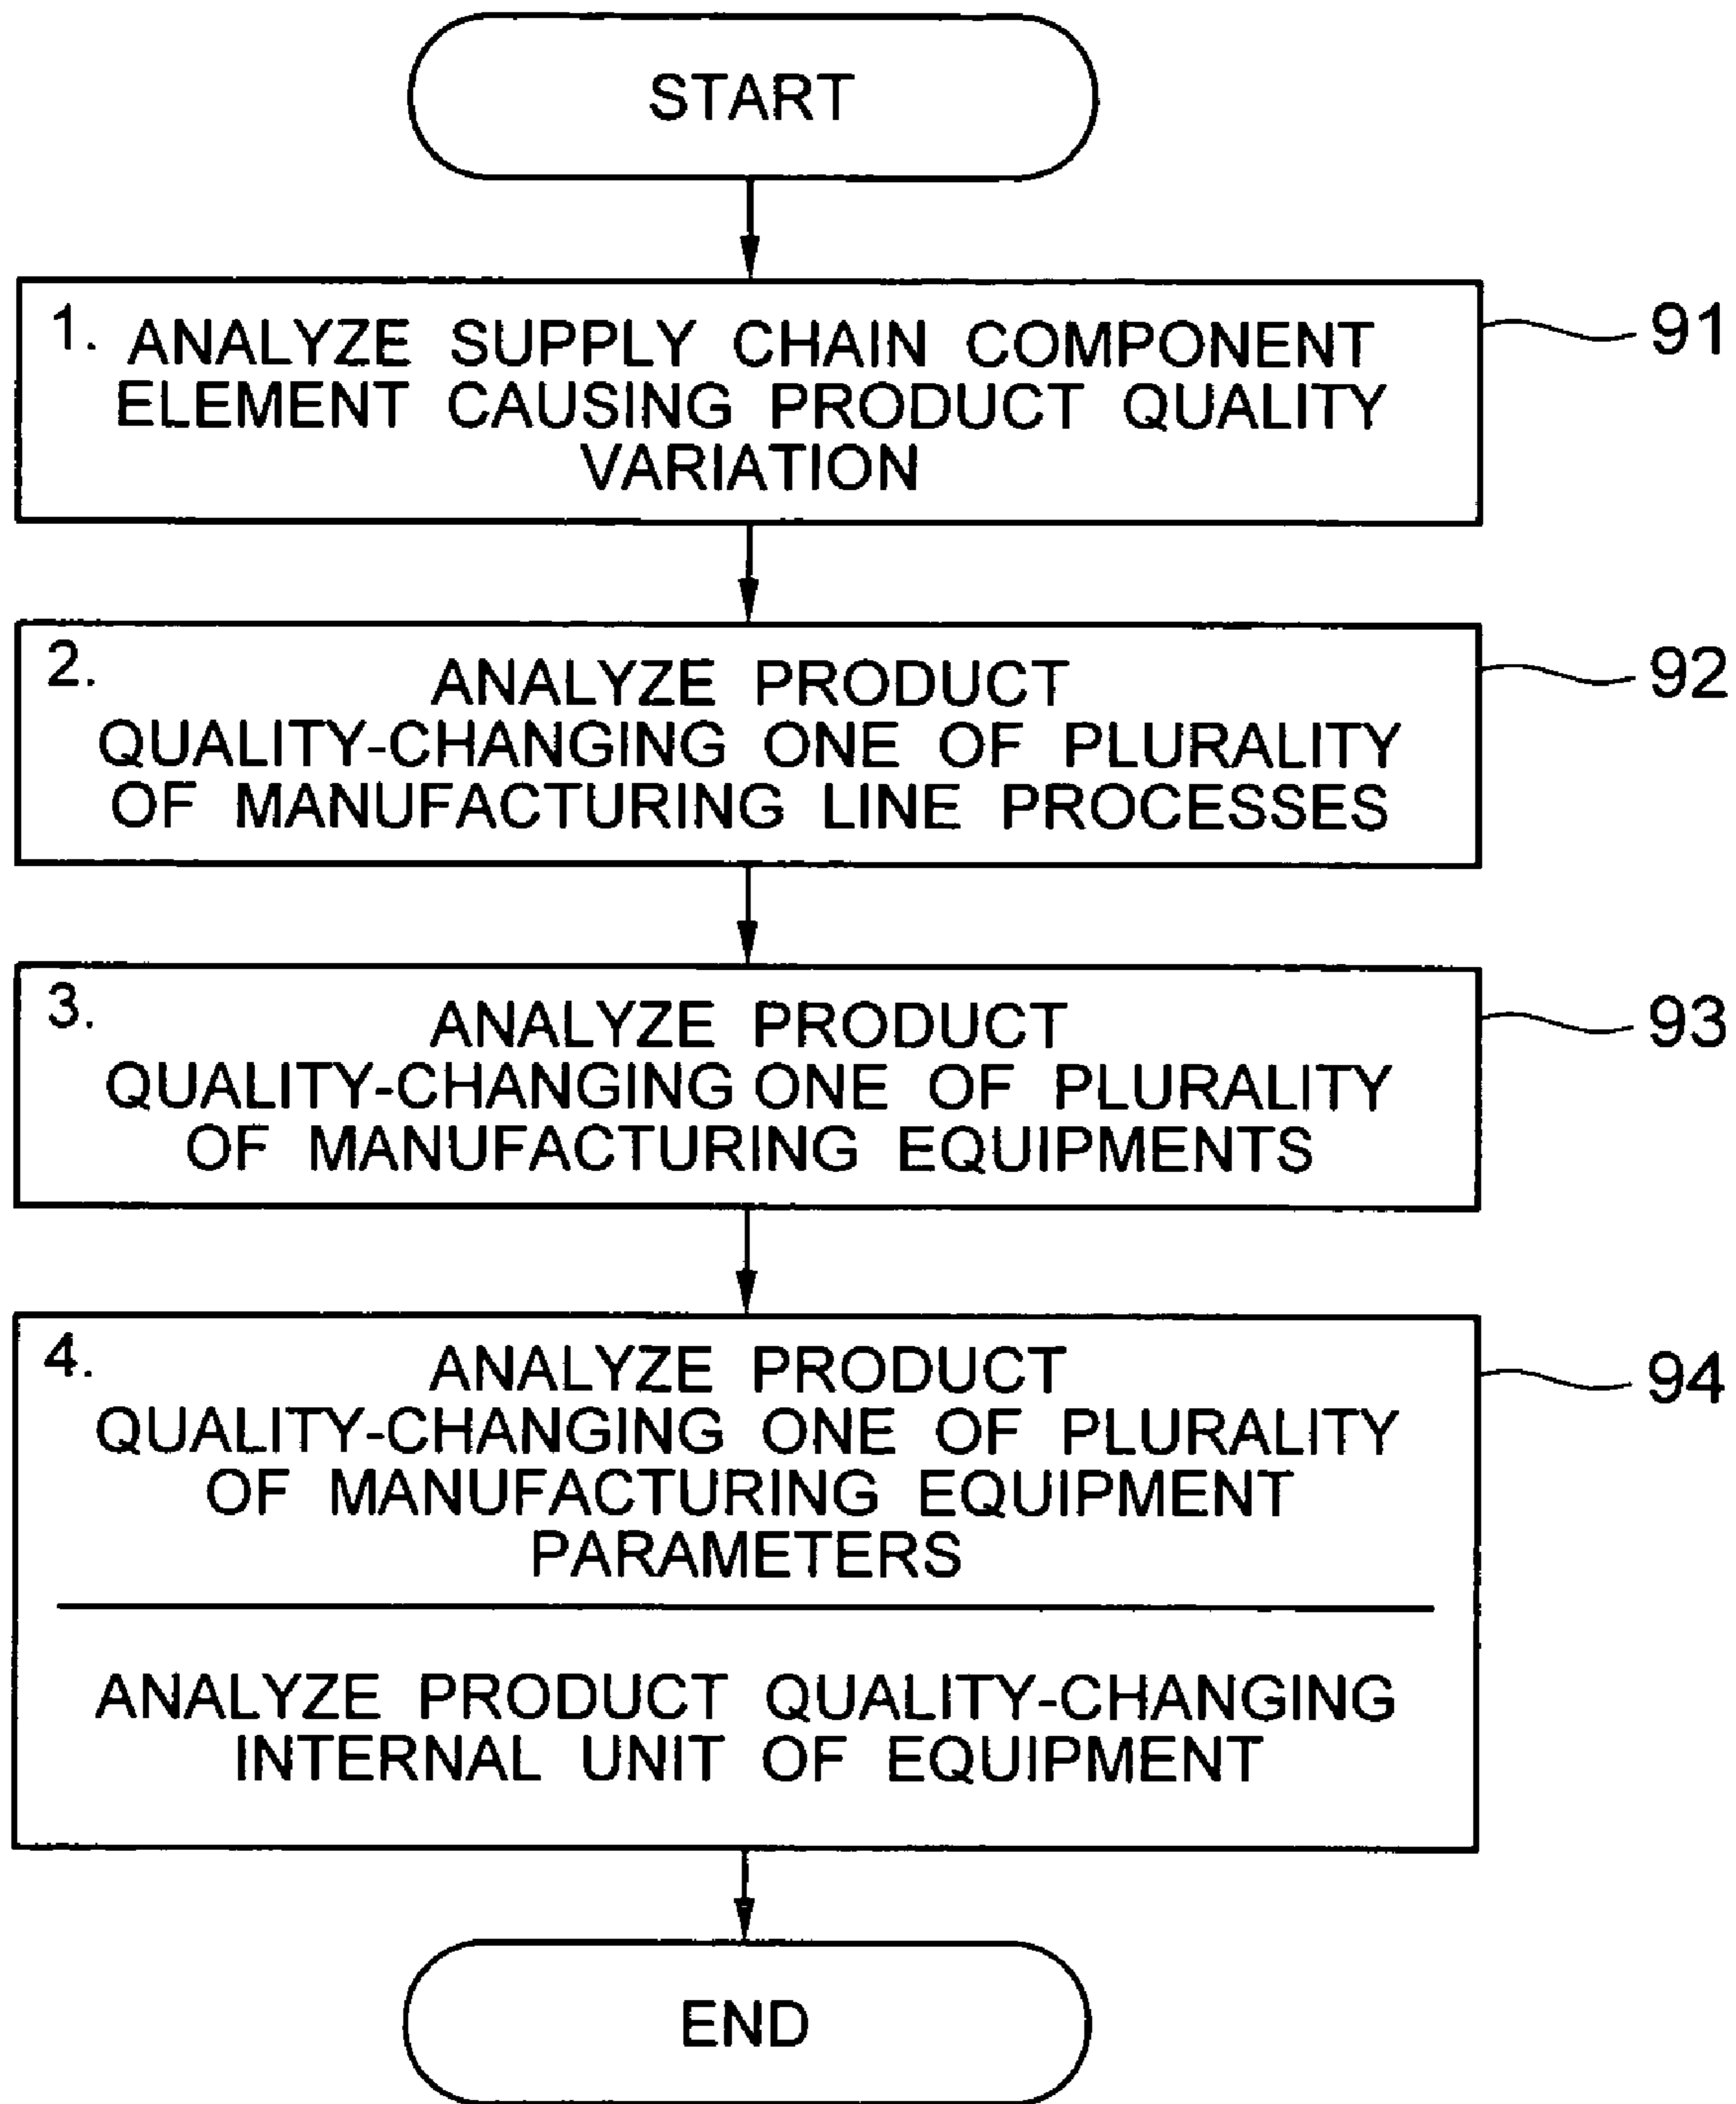 START
1. ANALYZE SUPPLY CHAIN COMPONENT
ELEMENT CAUSING PRODUCT QUALITY
VARIATION
91
2. ANALYZE PRODUCT
QUALITY-CHANGING ONE OF PLURALITY
OF MANUFACTURING LINE PROCESSES
92
3. ANALYZE PRODUCT
QUALITY-CHANGING ONE OF PLURALITY
OF MANUFACTURING EQUIPMENTS
93
4. ANALYZE PRODUCT
QUALITY-CHANGING ONE OF PLURALITY
OF MANUFACTURING EQUIPMENT
PARAMETERS
ANALYZE PRODUCT QUALITY-CHANGING
INTERNAL UNIT OF EQUIPMENT
94
END